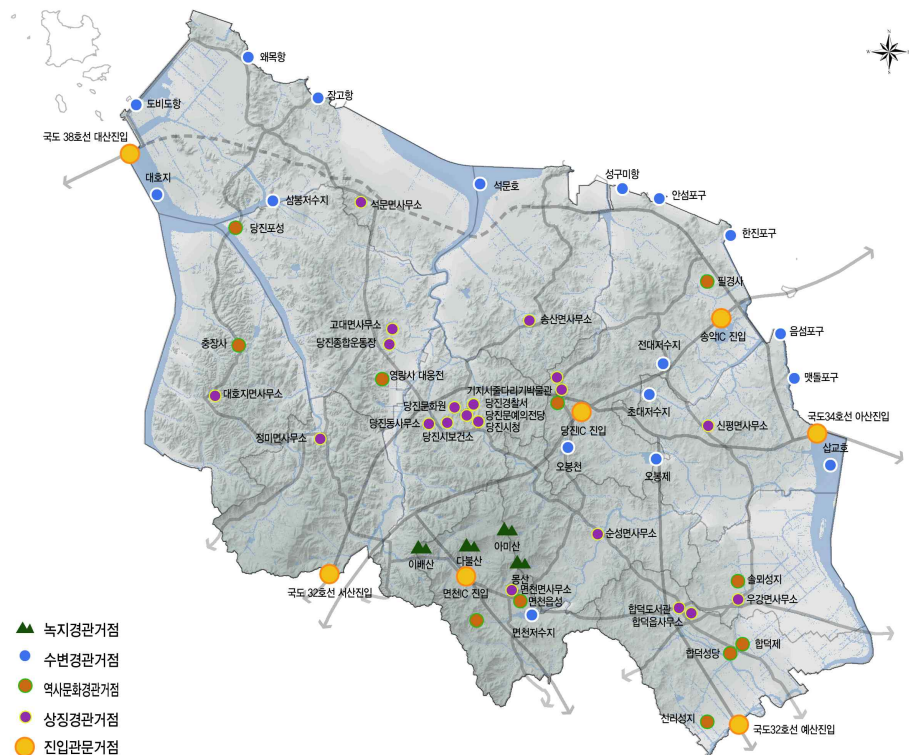 왜목항
장고항
도비도항
국도 38호선 대산진입
대호지
삼봉저수지
석문면사무소
석문호
성구미항
안섬포구
한진포구
당진포성
필경사
송악IC 진입
고대면사무소
당진종합운동장
송산면사무소
음섬포구
충장사
전대저수지
영랑사 대웅전
기지시줄다리기박물관
맷돌포구
대호지면사무소
당진문화원
당진경찰서
당진문예의전당
초대저수지
당진동사무소
당진시청
당진시보건소
당진IC 진입
신평면사무소
국도34호선 아산진입
정미면사무소
오봉천
오봉제
삽교호
순성면사무소
아미산
이배산
다불산
몽산
국도 32호선 서산진입
면천IC 진입
면천면사무소
면천읍성
솔뫼성지
우강면사무소
합덕도서관
합덕읍사무소
면천저수지
합덕제
합덕성당
신리성지
국도32호선 예산진입
녹지경관거점
수변경관거점
역사문화경관거점
상징경관거점
진입관문거점